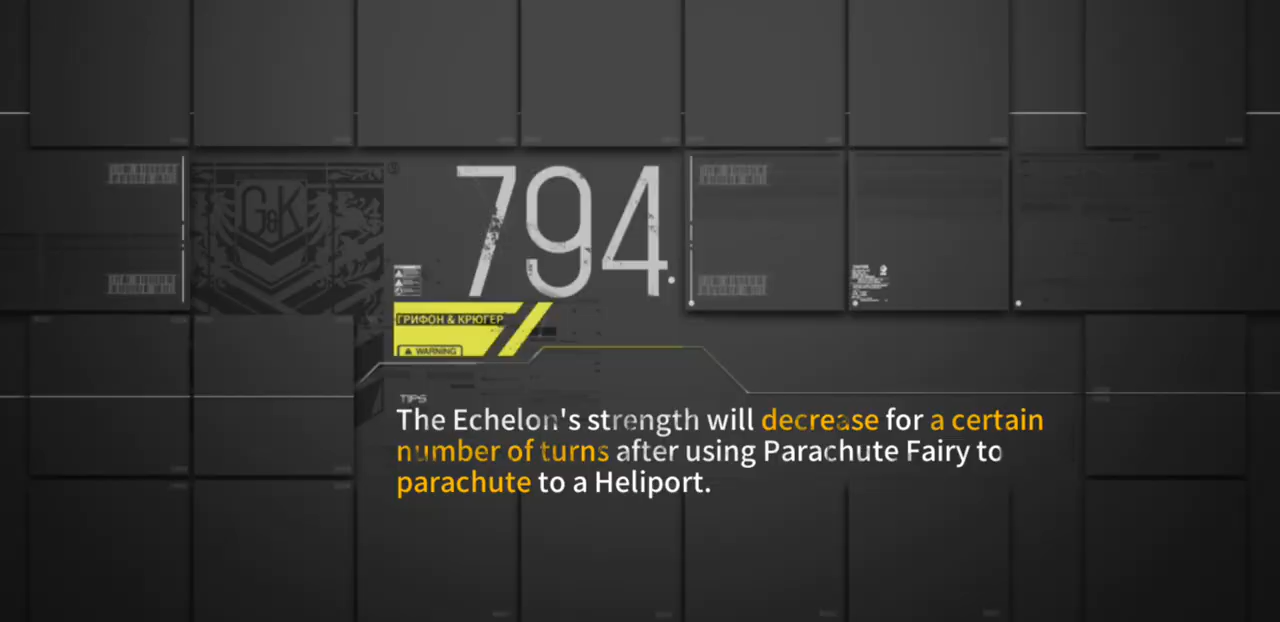 G&K
794.
ГРИФОН & КРЮГЕР
WARNING
TIPS
The Echelon's strength will decrease for a certain
number of turns after using Parachute Fairy to
parachute to a Heliport.